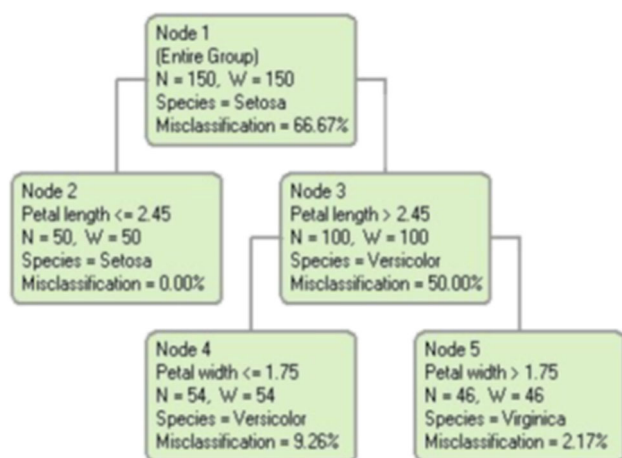 Node 1
(Entire Group)
N = 150, W = 150
Species = Setosa
Misclassification = 66.67%
Node 2
Petal length <= 2.45
N = 50, W = 50
Species = Setosa
Misclassification = 0.00%
Node 3
Petal length > 2.45
N = 100, W = 100
Species = Versicolor
Misclassification = 50.00%
Node 4
Petal width <= 1.75
N = 54, W = 54
Species = Versicolor
Misclassification = 9.26%
Node 5
Petal width > 1.75
N = 46, W = 46
Species = Virginica
Misclassification = 2.17%